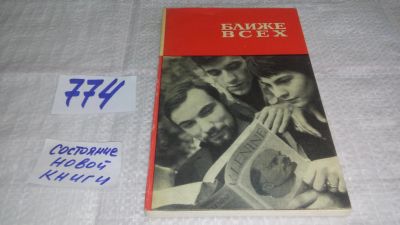 БЛИЖЕ
ВСЕХ
774
СОСТОЯНИЕ
НОВОЙ
КНИГИ
LENINE